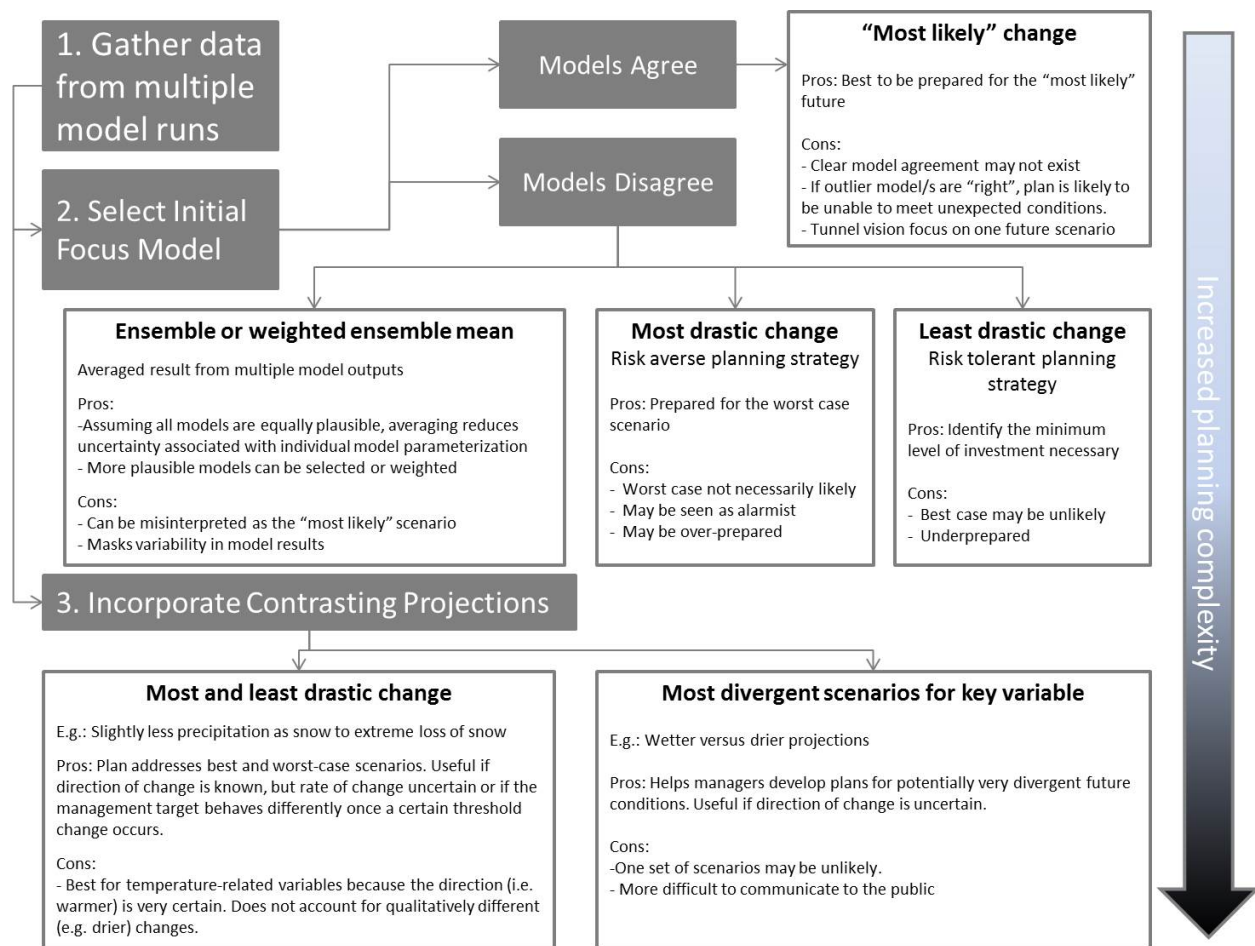 1. Gather data
from multiple
model runs
Models Agree
“Most likely” change
Pros: Best to be prepared for the “most likely”
future
Cons:
- Clear model agreement may not exist
- If outlier model/s are “right”, plan is likely to
be unable to meet unexpected conditions.
- Tunnel vision focus on one future scenario
2. Select Initial
Focus Model
Models Disagree
Ensemble or weighted ensemble mean
Averaged result from multiple model outputs
Pros:
-Assuming all models are equally plausible, averaging reduces
uncertainty associated with individual model parameterization
- More plausible models can be selected or weighted
Cons:
- Can be misinterpreted as the “most likely” scenario
- Masks variability in model results
Most drastic change
Risk averse planning strategy
Pros: Prepared for the worst case
scenario
Cons:
- Worst case not necessarily likely
- May be seen as alarmist
- May be over-prepared
Least drastic change
Risk tolerant planning
strategy
Pros: Identify the minimum
level of investment necessary
Cons:
- Best case may be unlikely
- Underprepared
3. Incorporate Contrasting Projections
Most and least drastic change
E.g.: Slightly less precipitation as snow to extreme loss of snow
Pros: Plan addresses best and worst-case scenarios. Useful if
direction of change is known, but rate of change uncertain or if the
management target behaves differently once a certain threshold
change occurs.
Cons:
- Best for temperature-related variables because the direction (i.e.
warmer) is very certain. Does not account for qualitatively different
(e.g. drier) changes.
Most divergent scenarios for key variable
E.g.: Wetter versus drier projections
Pros: Helps managers develop plans for potentially very divergent future
conditions. Useful if direction of change is uncertain.
Cons:
-One set of scenarios may be unlikely.
- More difficult to communicate to the public
Increased planning complexity